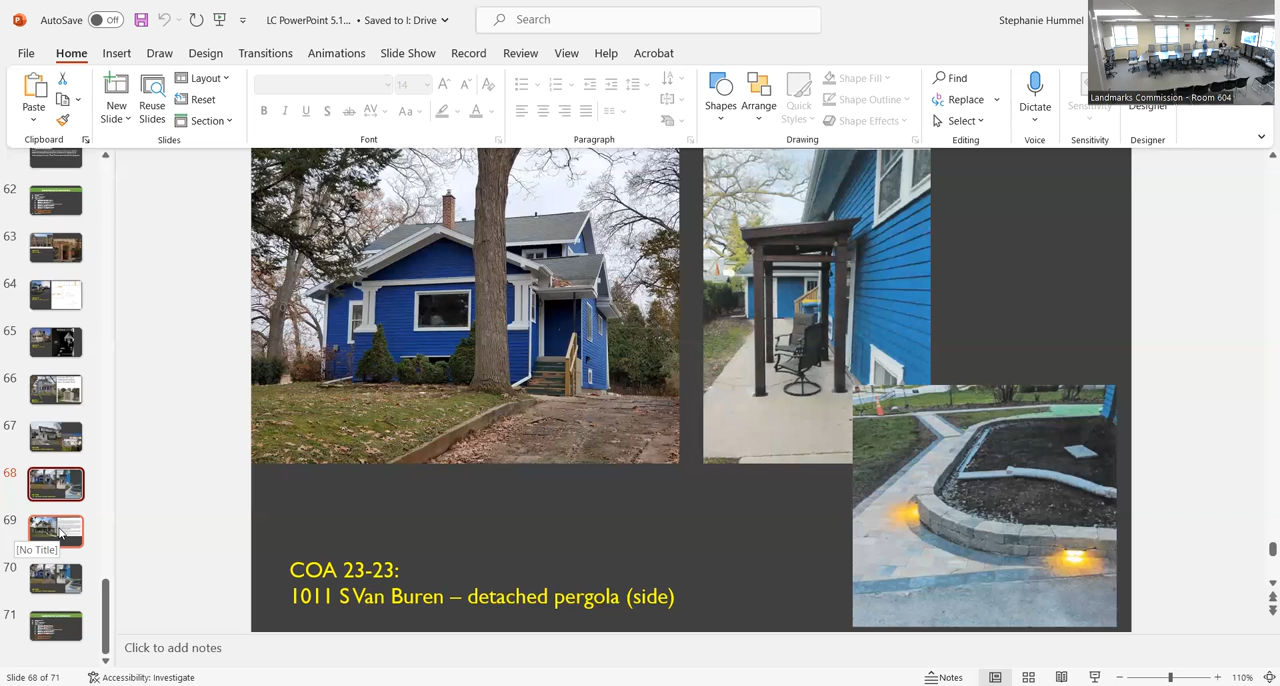 AutoSave Off LC PowerPoint 5.1... • Saved to I: Drive Search Stephanie Hummel
File Home Insert Draw Design Transitions Animations Slide Show Record Review View Help Acrobat
Landmarks Commission - Room 604
Paste
New Slide
Reuse Slides
Layout
Reset
Section
14
Shapes
Arrange
Quick Styles
Shape Fill
Shape Outline
Shape Effects
Find
Replace
Select
Dictate
Sensitivity
Designer
Clipboard Slides Font Paragraph Drawing Editing Voice Sensitivity Designer
62
63
64
65
66
67
68
69
[No Title]
70
71
COA 23-23:
1011 S Van Buren – detached pergola (side)
Click to add notes
Slide 68 of 71 Accessibility: Investigate Notes 110%